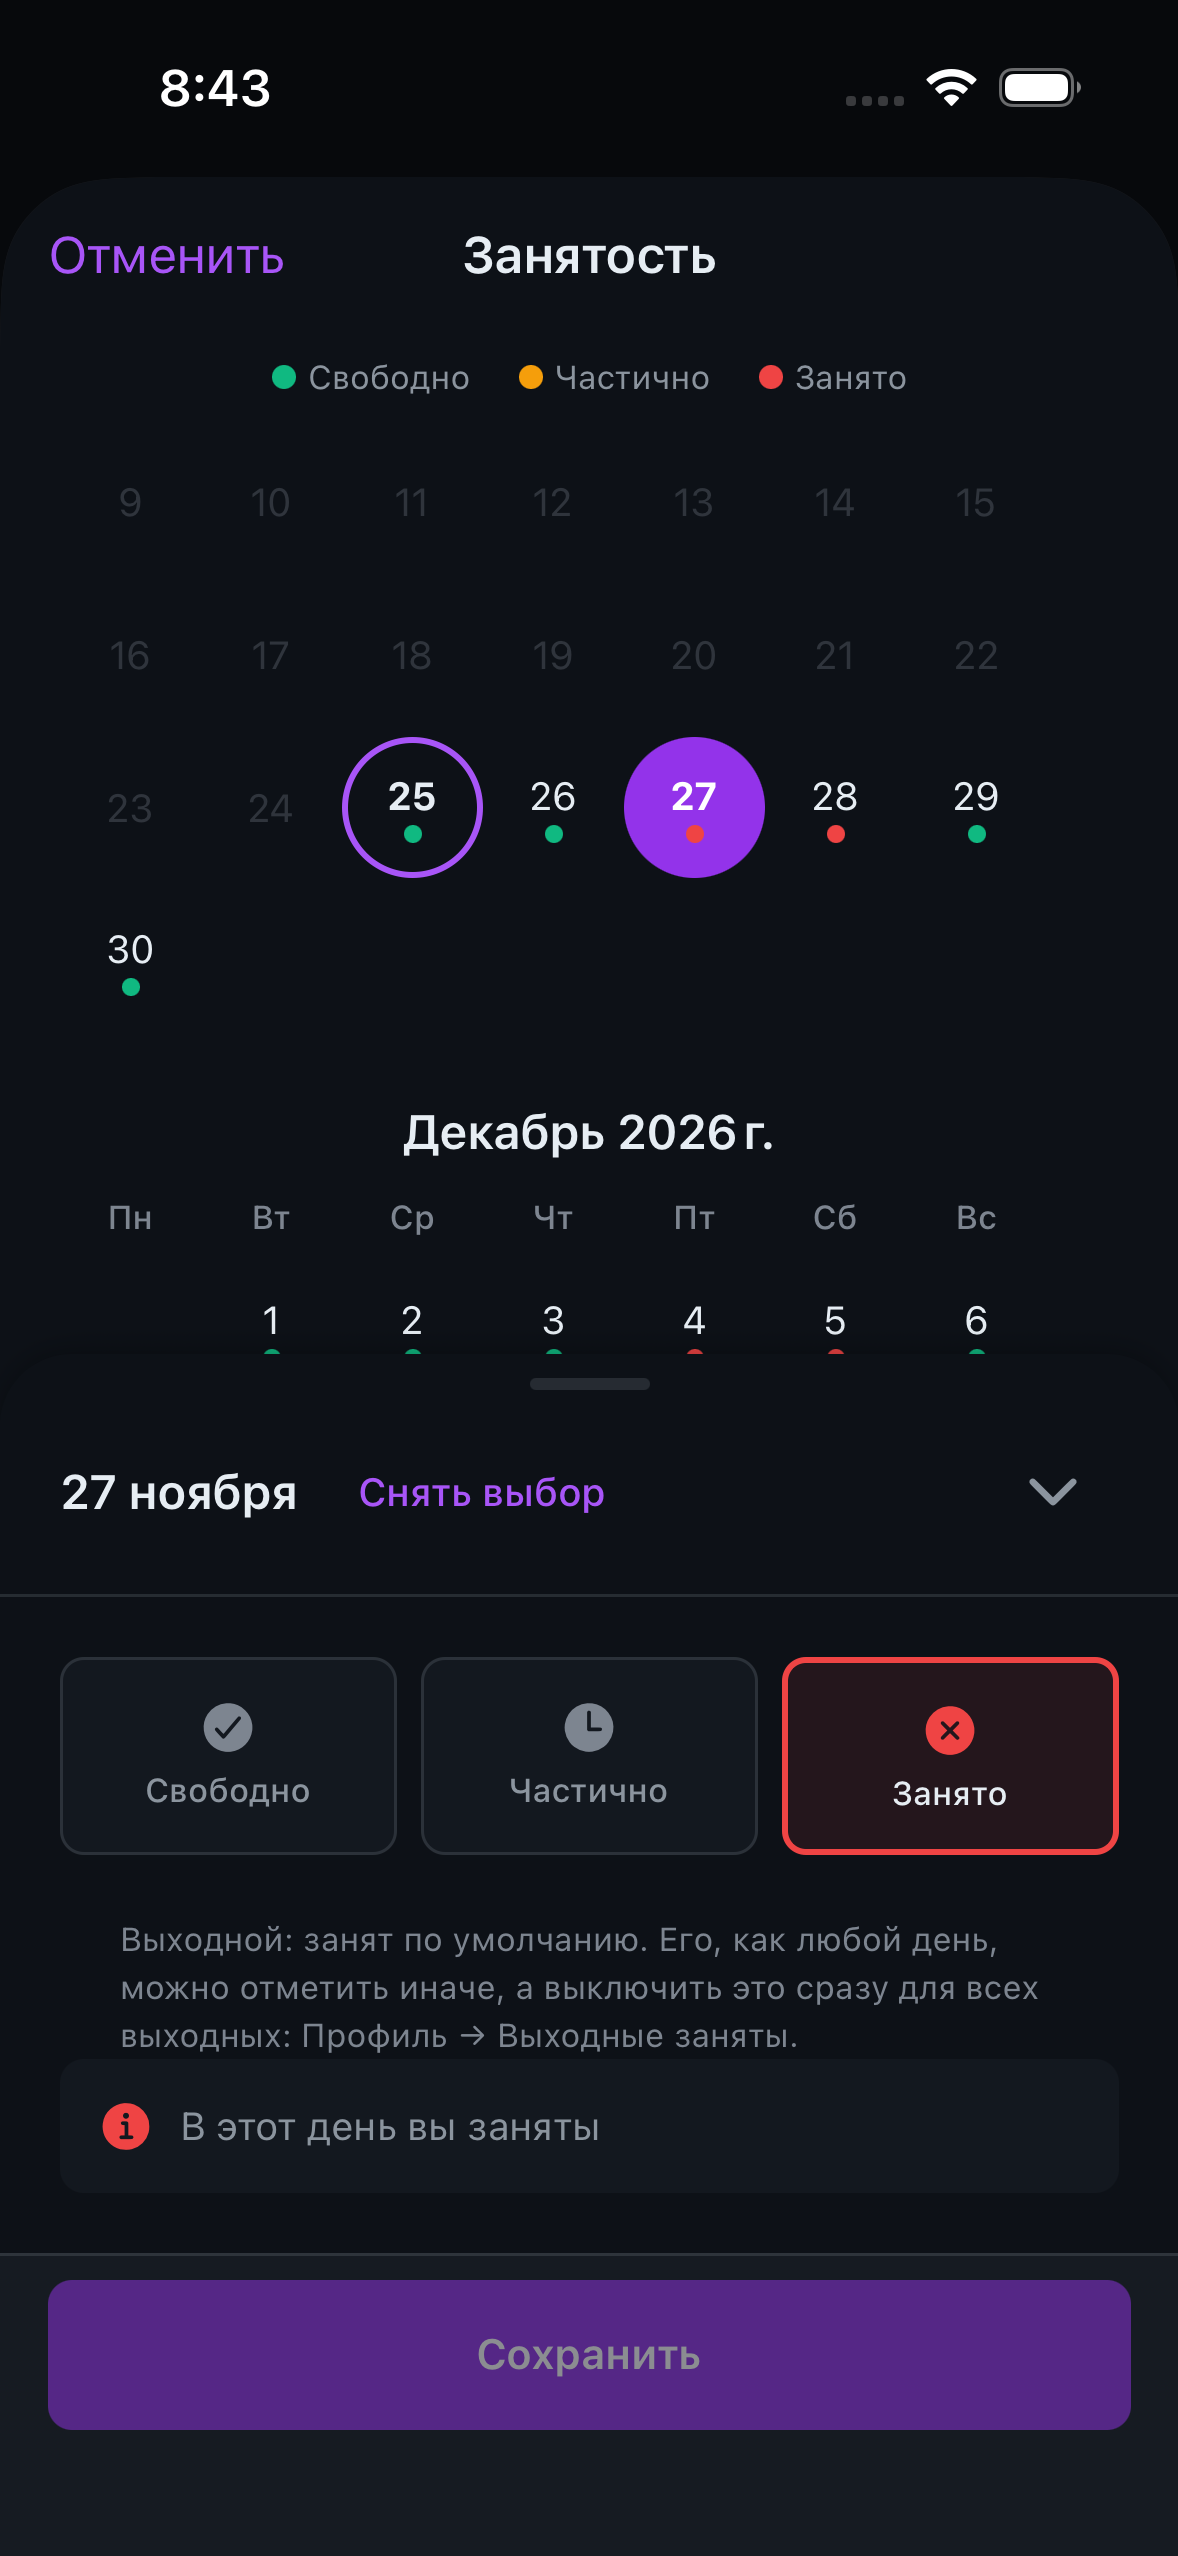 8:43
Отменить Занятость
Свободно Частично Занято
9 10 11 12 13 14 15
16 17 18 19 20 21 22
23 24 25 26 27 28 29
30
Декабрь 2026 г.
Пн Вт Ср Чт Пт Сб Вс
1 2 3 4 5 6
27 ноября Снять выбор
Свободно Частично Занято
Выходной: занят по умолчанию. Его, как любой день,
можно отметить иначе, а выключить это сразу для всех
выходных: Профиль → Выходные заняты.
В этот день вы заняты
Сохранить